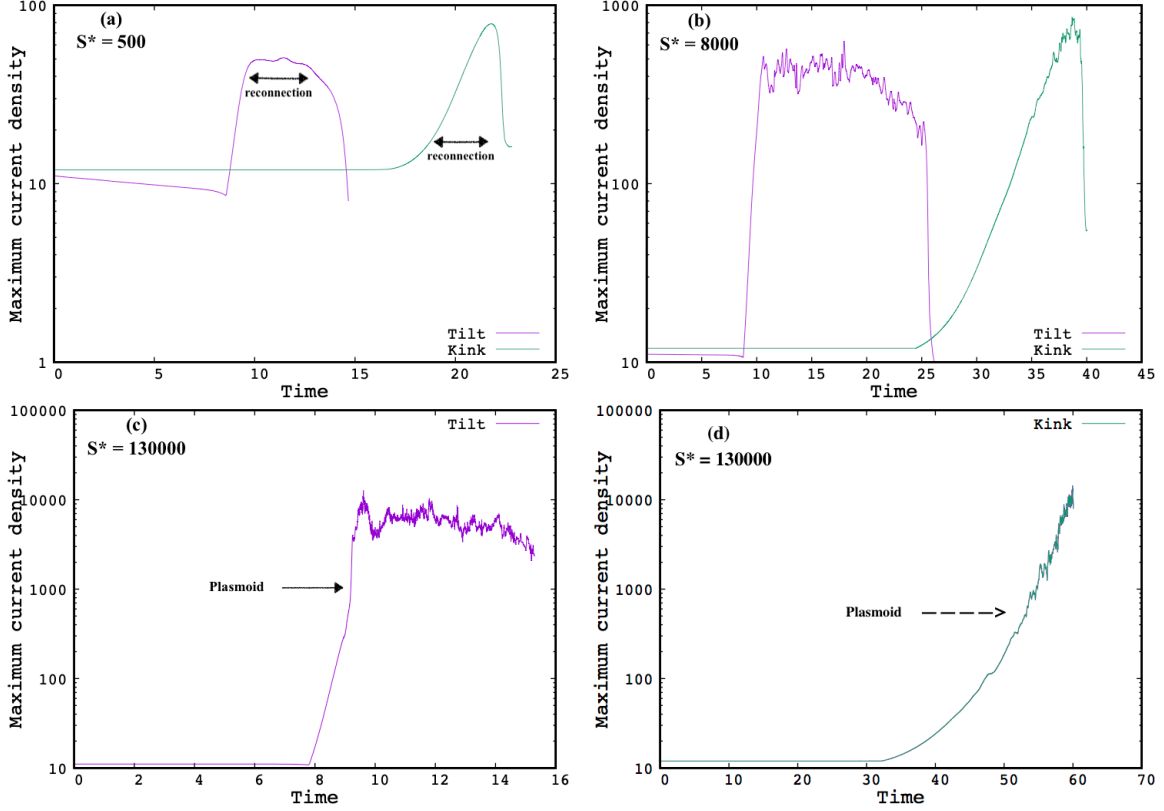 (a)
S* = 500
Maximum current density
100
10
1
reconnection
reconnection
Tilt
Kink
0 5 10 15 20 25
Time
(b)
S* = 8000
Maximum current density
1000
100
10
Tilt
Kink
0 5 10 15 20 25 30 35 40 45
Time
(c)
S* = 130000
Maximum current density
100000
10000
1000
100
10
Tilt
Plasmoid
0 2 4 6 8 10 12 14 16
Time
(d)
S* = 130000
Maximum current density
100000
10000
1000
100
10
Kink
Plasmoid
0 10 20 30 40 50 60 70
Time